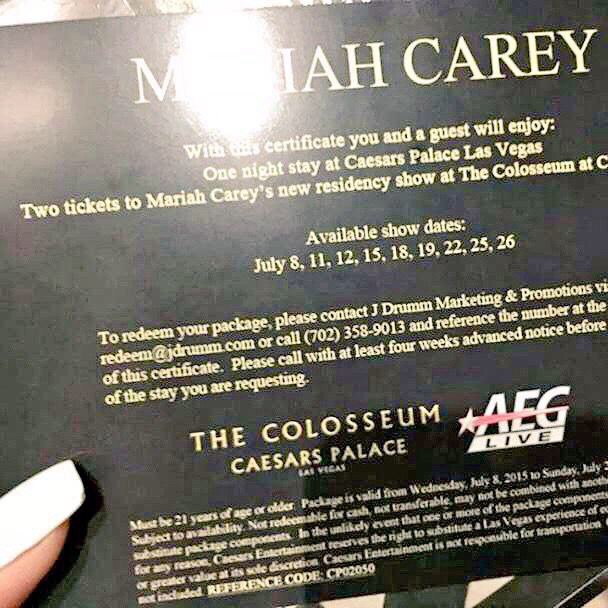 MARIAH CAREY
With this certificate you and a guest will enjoy:
One night stay at Caesars Palace Las Vegas
Two tickets to Mariah Carey's new residency show at The Colosseum at C
Available show dates:
July 8, 11, 12, 15, 18, 19, 22, 25, 26
To redeem your package, please contact J Drumm Marketing & Promotions vi
redeem@jdrumm.com or call (702) 358-9013 and reference the number at the
of this certificate. Please call with at least four weeks advanced notice before
of the stay you are requesting.
THE COLOSSEUM
CAESARS PALACE
LAS VEGAS
AEG
LIVE
Must be 21 years of age or older. Package is valid from Wednesday, July 8, 2015 to Sunday, July 2
Subject to availability. Not redeemable for cash, not transferable, may not be combined with anoth
substitute package components. In the unlikely event that one or more of the package component
for any reason, Caesars Entertainment reserves the right to substitute a Las Vegas experience of e
or greater value at its sole discretion. Caesars Entertainment is not responsible for transportation
not included. REFERENCE CODE: CP02050